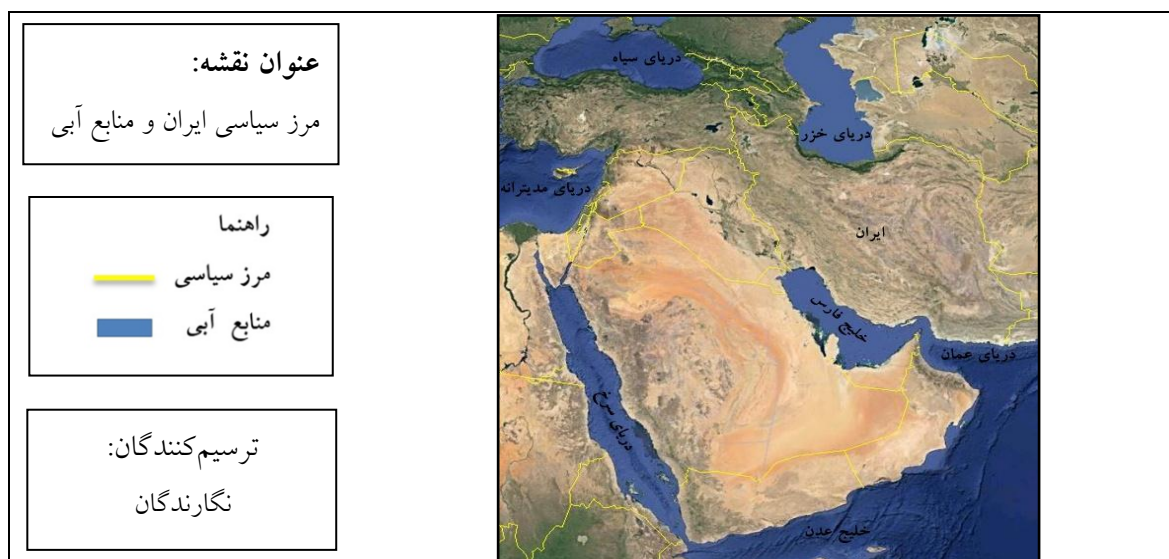 عنوان نقشه:
مرز سیاسی ایران و منابع آبی
راهنما
مرز سیاسی
منابع آبی
ترسیم‌کنندگان:
نگارندگان
دریای سیاه
دریای خزر
دریای مدیترانه
ایران
خلیج فارس
دریای عمان
دریای سرخ
خلیج عدن